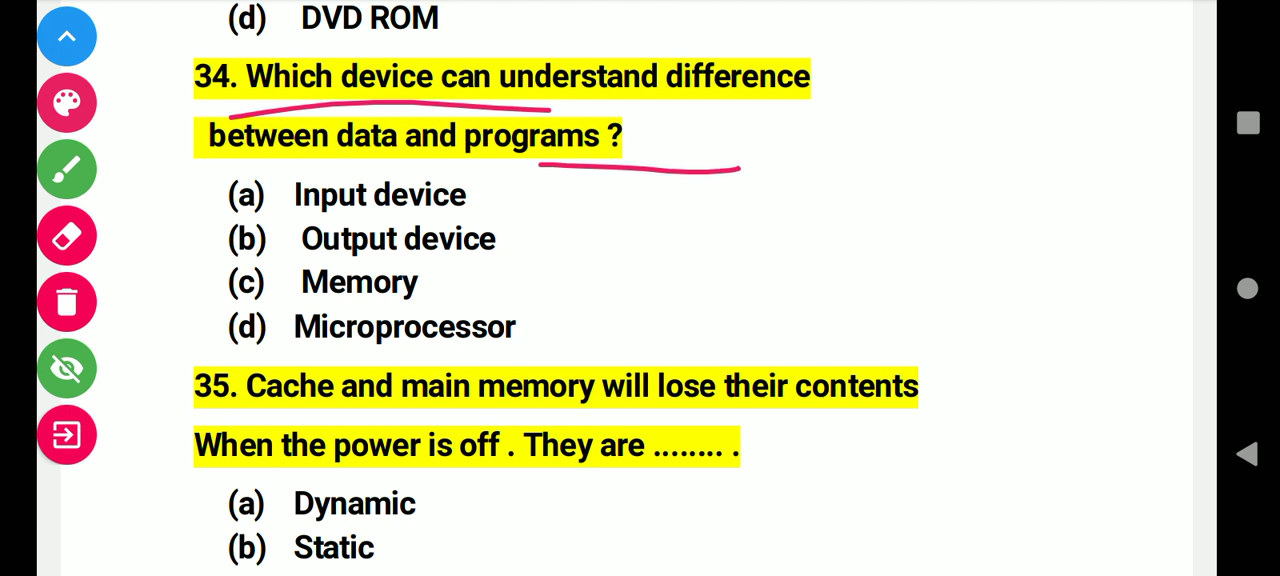 (d) DVD ROM
34. Which device can understand difference
between data and programs ?
(a) Input device
(b) Output device
(c) Memory
(d) Microprocessor
35. Cache and main memory will lose their contents
When the power is off . They are ........ .
(a) Dynamic
(b) Static